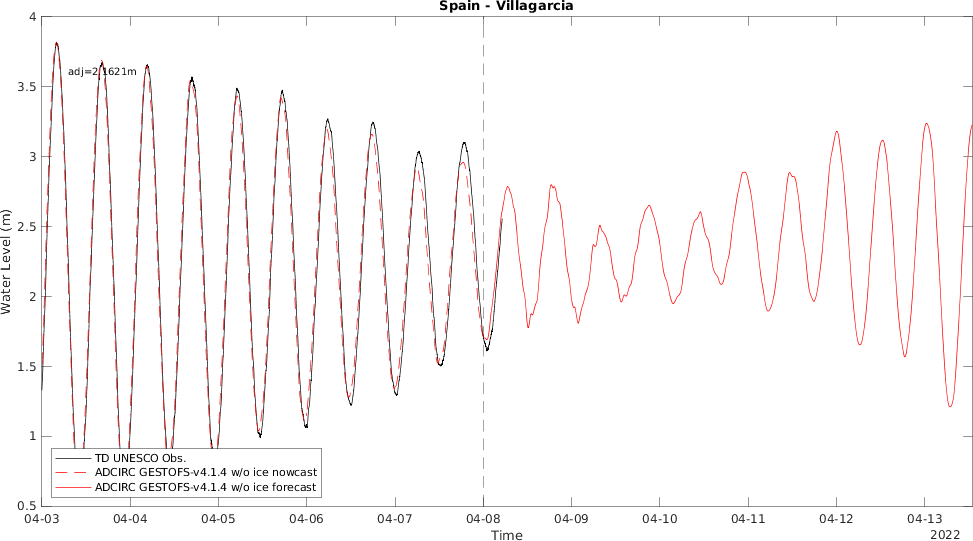 Spain - Villagarcia
4
3.5
3
2.5
2
1.5
1
0.5
Water Level (m)
adj=2.1621m
TD UNESCO Obs.
ADCIRC GESTOFS-v4.1.4 w/o ice nowcast
ADCIRC GESTOFS-v4.1.4 w/o ice forecast
04-03 04-04 04-05 04-06 04-07 04-08 04-09 04-10 04-11 04-12 04-13
Time
2022